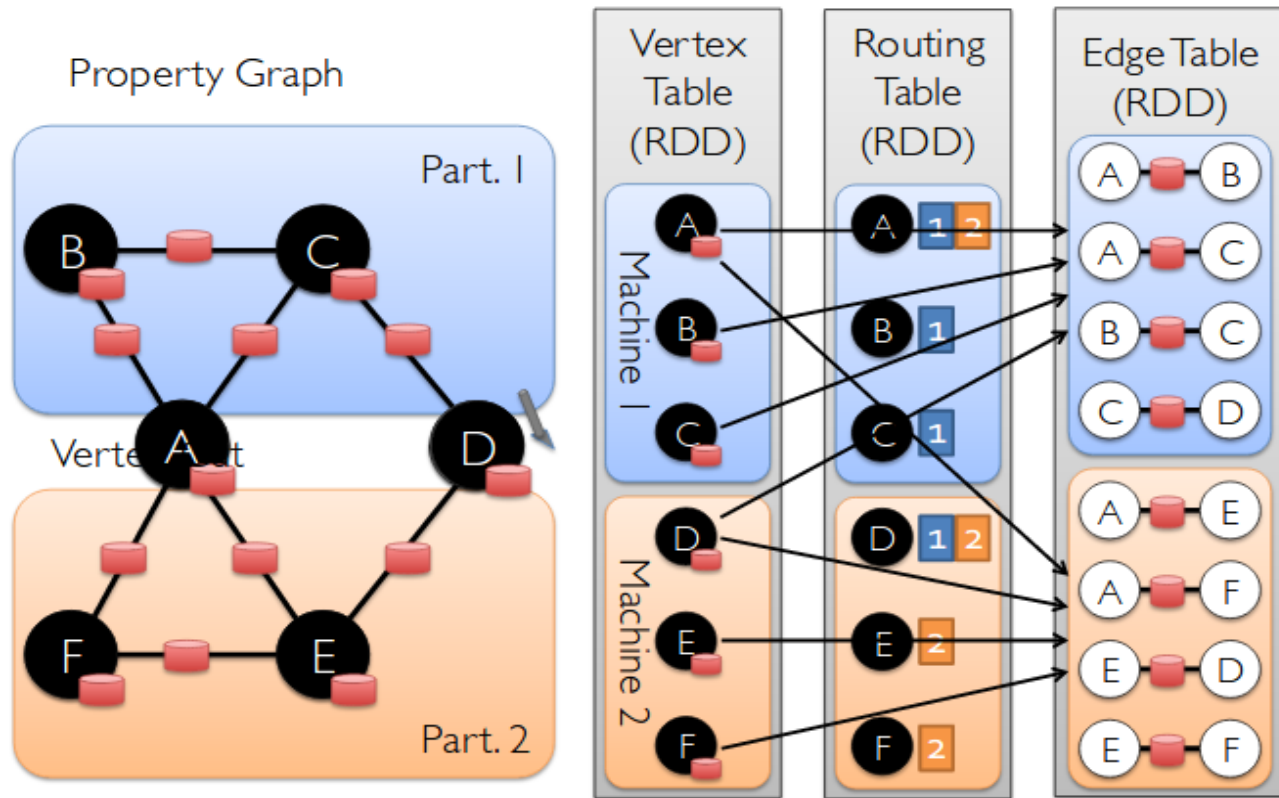 Property Graph
Part. 1
B
C
A
D
F
E
Part. 2
Vertex
Table
(RDD)
Machine 1
A
B
C
Machine 2
D
E
F
Routing
Table
(RDD)
A 1 2
B 1
C 1
D 1 2
E 2
F 2
Edge Table
(RDD)
A B
A C
B C
C D
A E
A F
E D
E F